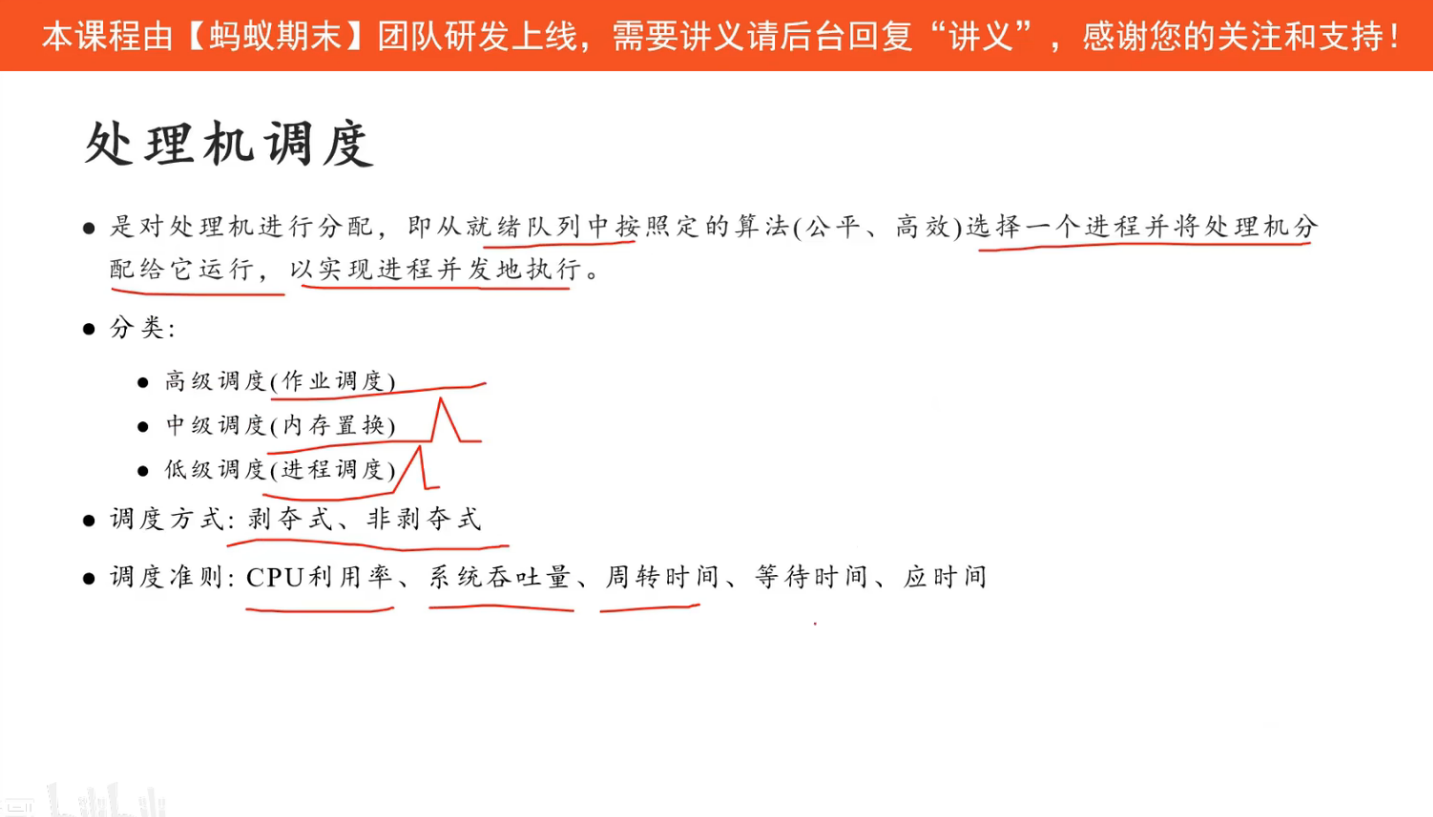 本课程由【蚂蚁期末】团队研发上线，需要讲义请后台回复“讲义”，感谢您的关注和支持！
处理机调度
● 是对处理机进行分配，即从就绪队列中按照定的算法(公平、高效)选择一个进程并将处理机分
配给它运行，以实现进程并发地执行。
● 分类:
● 高级调度(作业调度)
● 中级调度(内存置换)
● 低级调度(进程调度)
● 调度方式: 剥夺式、非剥夺式
● 调度准则: CPU利用率、系统吞吐量、周转时间、等待时间、应时间